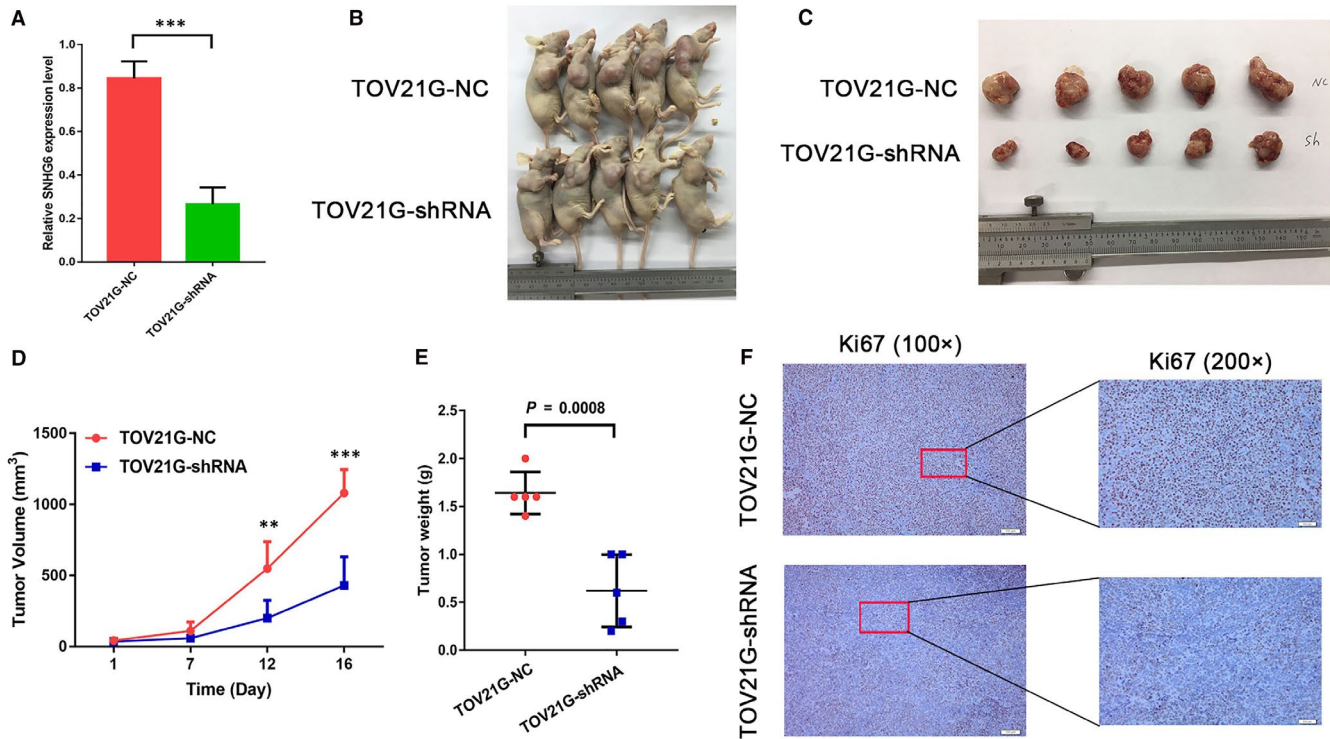 A
***
Relative SNHG6 expression level
1.0
0.8
0.6
0.4
0.2
0.0
TOV21G-NC
TOV21G-shRNA
B
TOV21G-NC
TOV21G-shRNA
C
TOV21G-NC
TOV21G-shRNA
NC
Sh
D
Tumor Volume (mm³)
1500
1000
500
0
TOV21G-NC
TOV21G-shRNA
**
***
1
7
12
16
Time (Day)
E
P = 0.0008
Tumor weight (g)
2.5
2.0
1.5
1.0
0.5
0.0
TOV21G-NC
TOV21G-shRNA
F
Ki67 (100×)
Ki67 (200×)
TOV21G-NC
TOV21G-shRNA